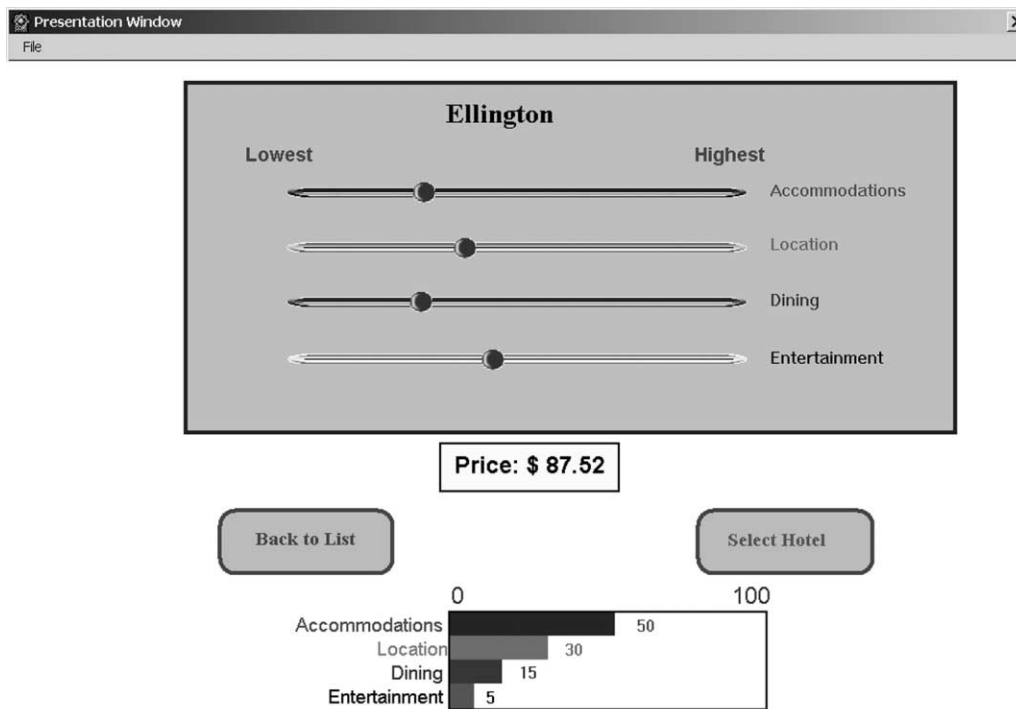 Presentation Window
File
Ellington
Lowest Highest
Accommodations
Location
Dining
Entertainment
Price: $ 87.52
Back to List Select Hotel
0 100
Accommodations 50
Location 30
Dining 15
Entertainment 5